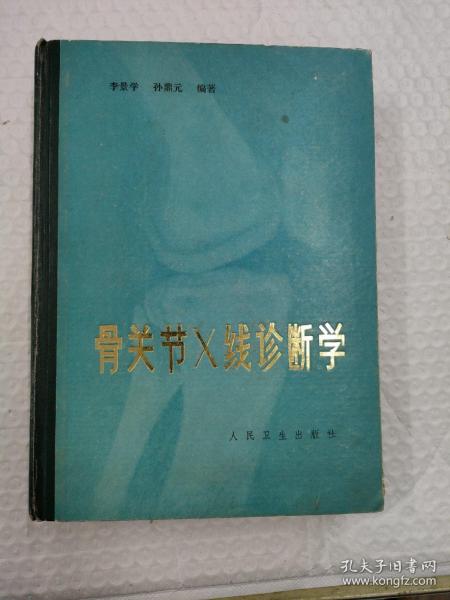 李景学 孙鼎元 编著
骨关节X线诊断学
人民卫生出版社
孔夫子旧书网
www.kongfz.com